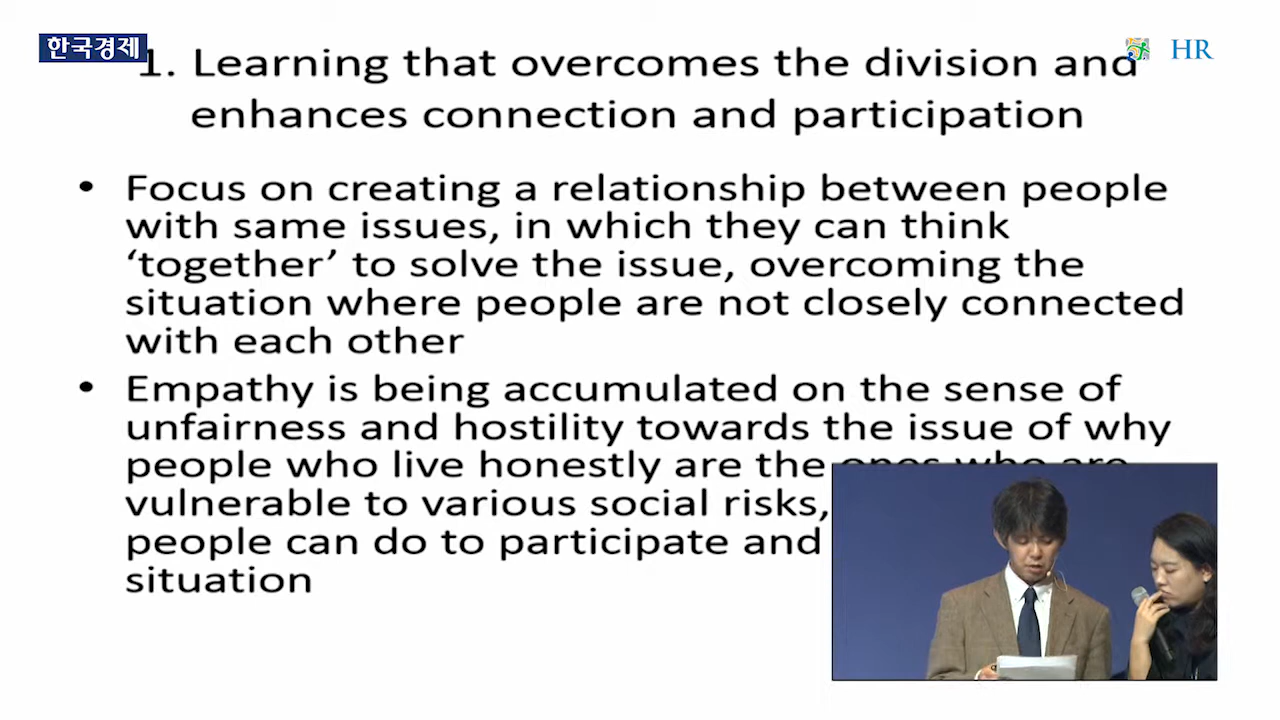 한국경제
HR
1. Learning that overcomes the division and
enhances connection and participation
• Focus on creating a relationship between people
with same issues, in which they can think
‘together’ to solve the issue, overcoming the
situation where people are not closely connected
with each other
• Empathy is being accumulated on the sense of
unfairness and hostility towards the issue of why
people who live honestly are the ones who are
vulnerable to various social risks,
people can do to participate and
situation